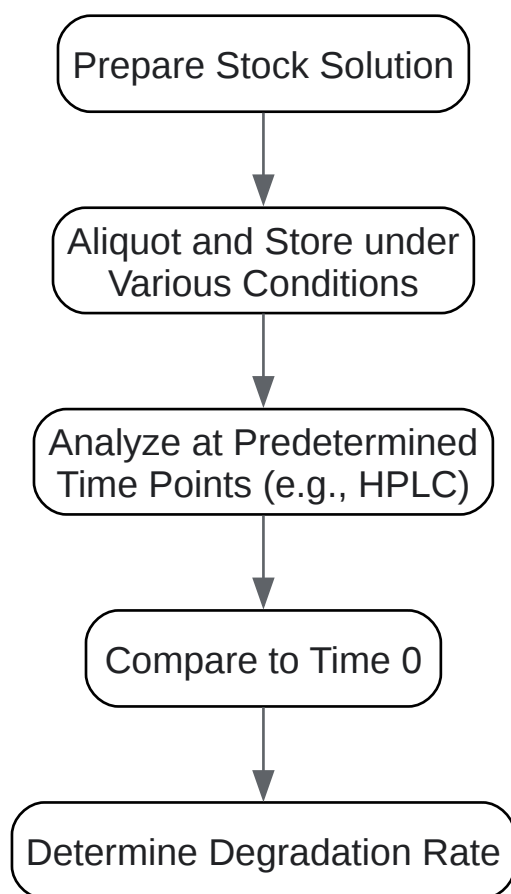 Prepare Stock Solution
Aliquot and Store under
Various Conditions
Analyze at Predetermined
Time Points (e.g., HPLC)
Compare to Time 0
Determine Degradation Rate